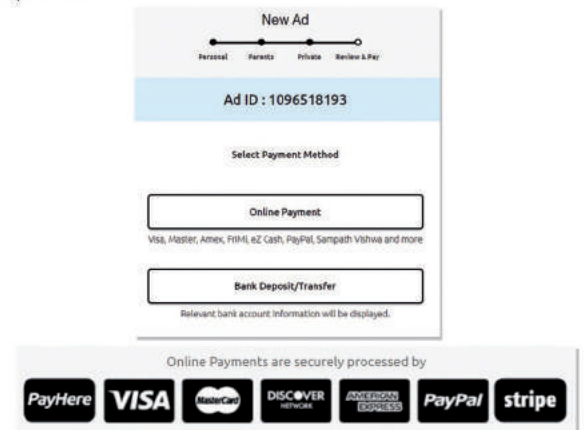 New Ad
Personal Parents Private Review & Pay
Ad ID : 1096518193
Select Payment Method
Online Payment
Visa, Master, Amex, FriMi, eZ Cash, PayPal, Sampath Vishwa and more
Bank Deposit/Transfer
Relevant bank account information will be displayed.
Online Payments are securely processed by
PayHere VISA MasterCard DISCOVER NETWORK AMERICAN EXPRESS PayPal stripe